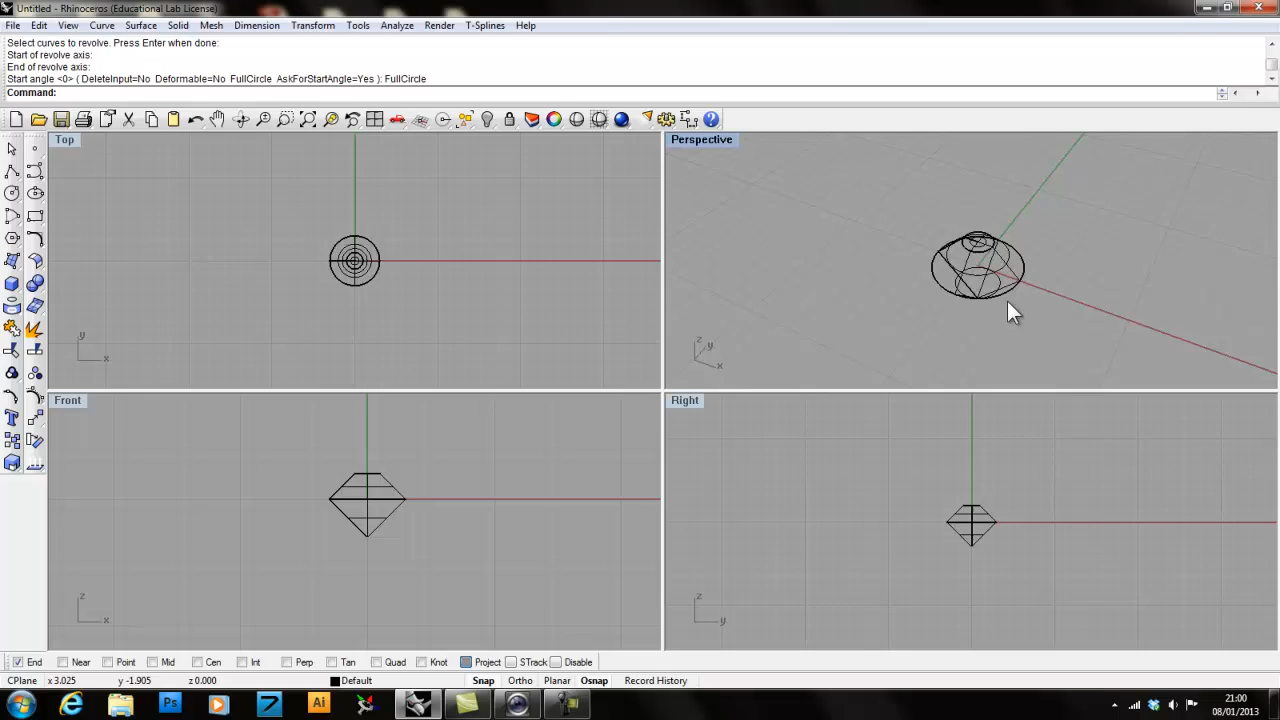 Untitled - Rhinoceros (Educational Lab License)
File Edit View Curve Surface Solid Mesh Dimension Transform Tools Analyze Render T-Splines Help
Select curves to revolve. Press Enter when done:
Start of revolve axis:
End of revolve axis:
Start angle <0> ( DeleteInput=No Deformable=No FullCircle AskForStartAngle=Yes ): FullCircle
Command:
Top
Perspective
y
x
z
y
x
Front
Right
z
x
z
y
End Near Point Mid Cen Int Perp Tan Quad Knot Project STrack Disable
CPlane x 3.025 y -1.905 z 0.000 Default Snap Ortho Planar Osnap Record History
Ps Ai
21:00
08/01/2013